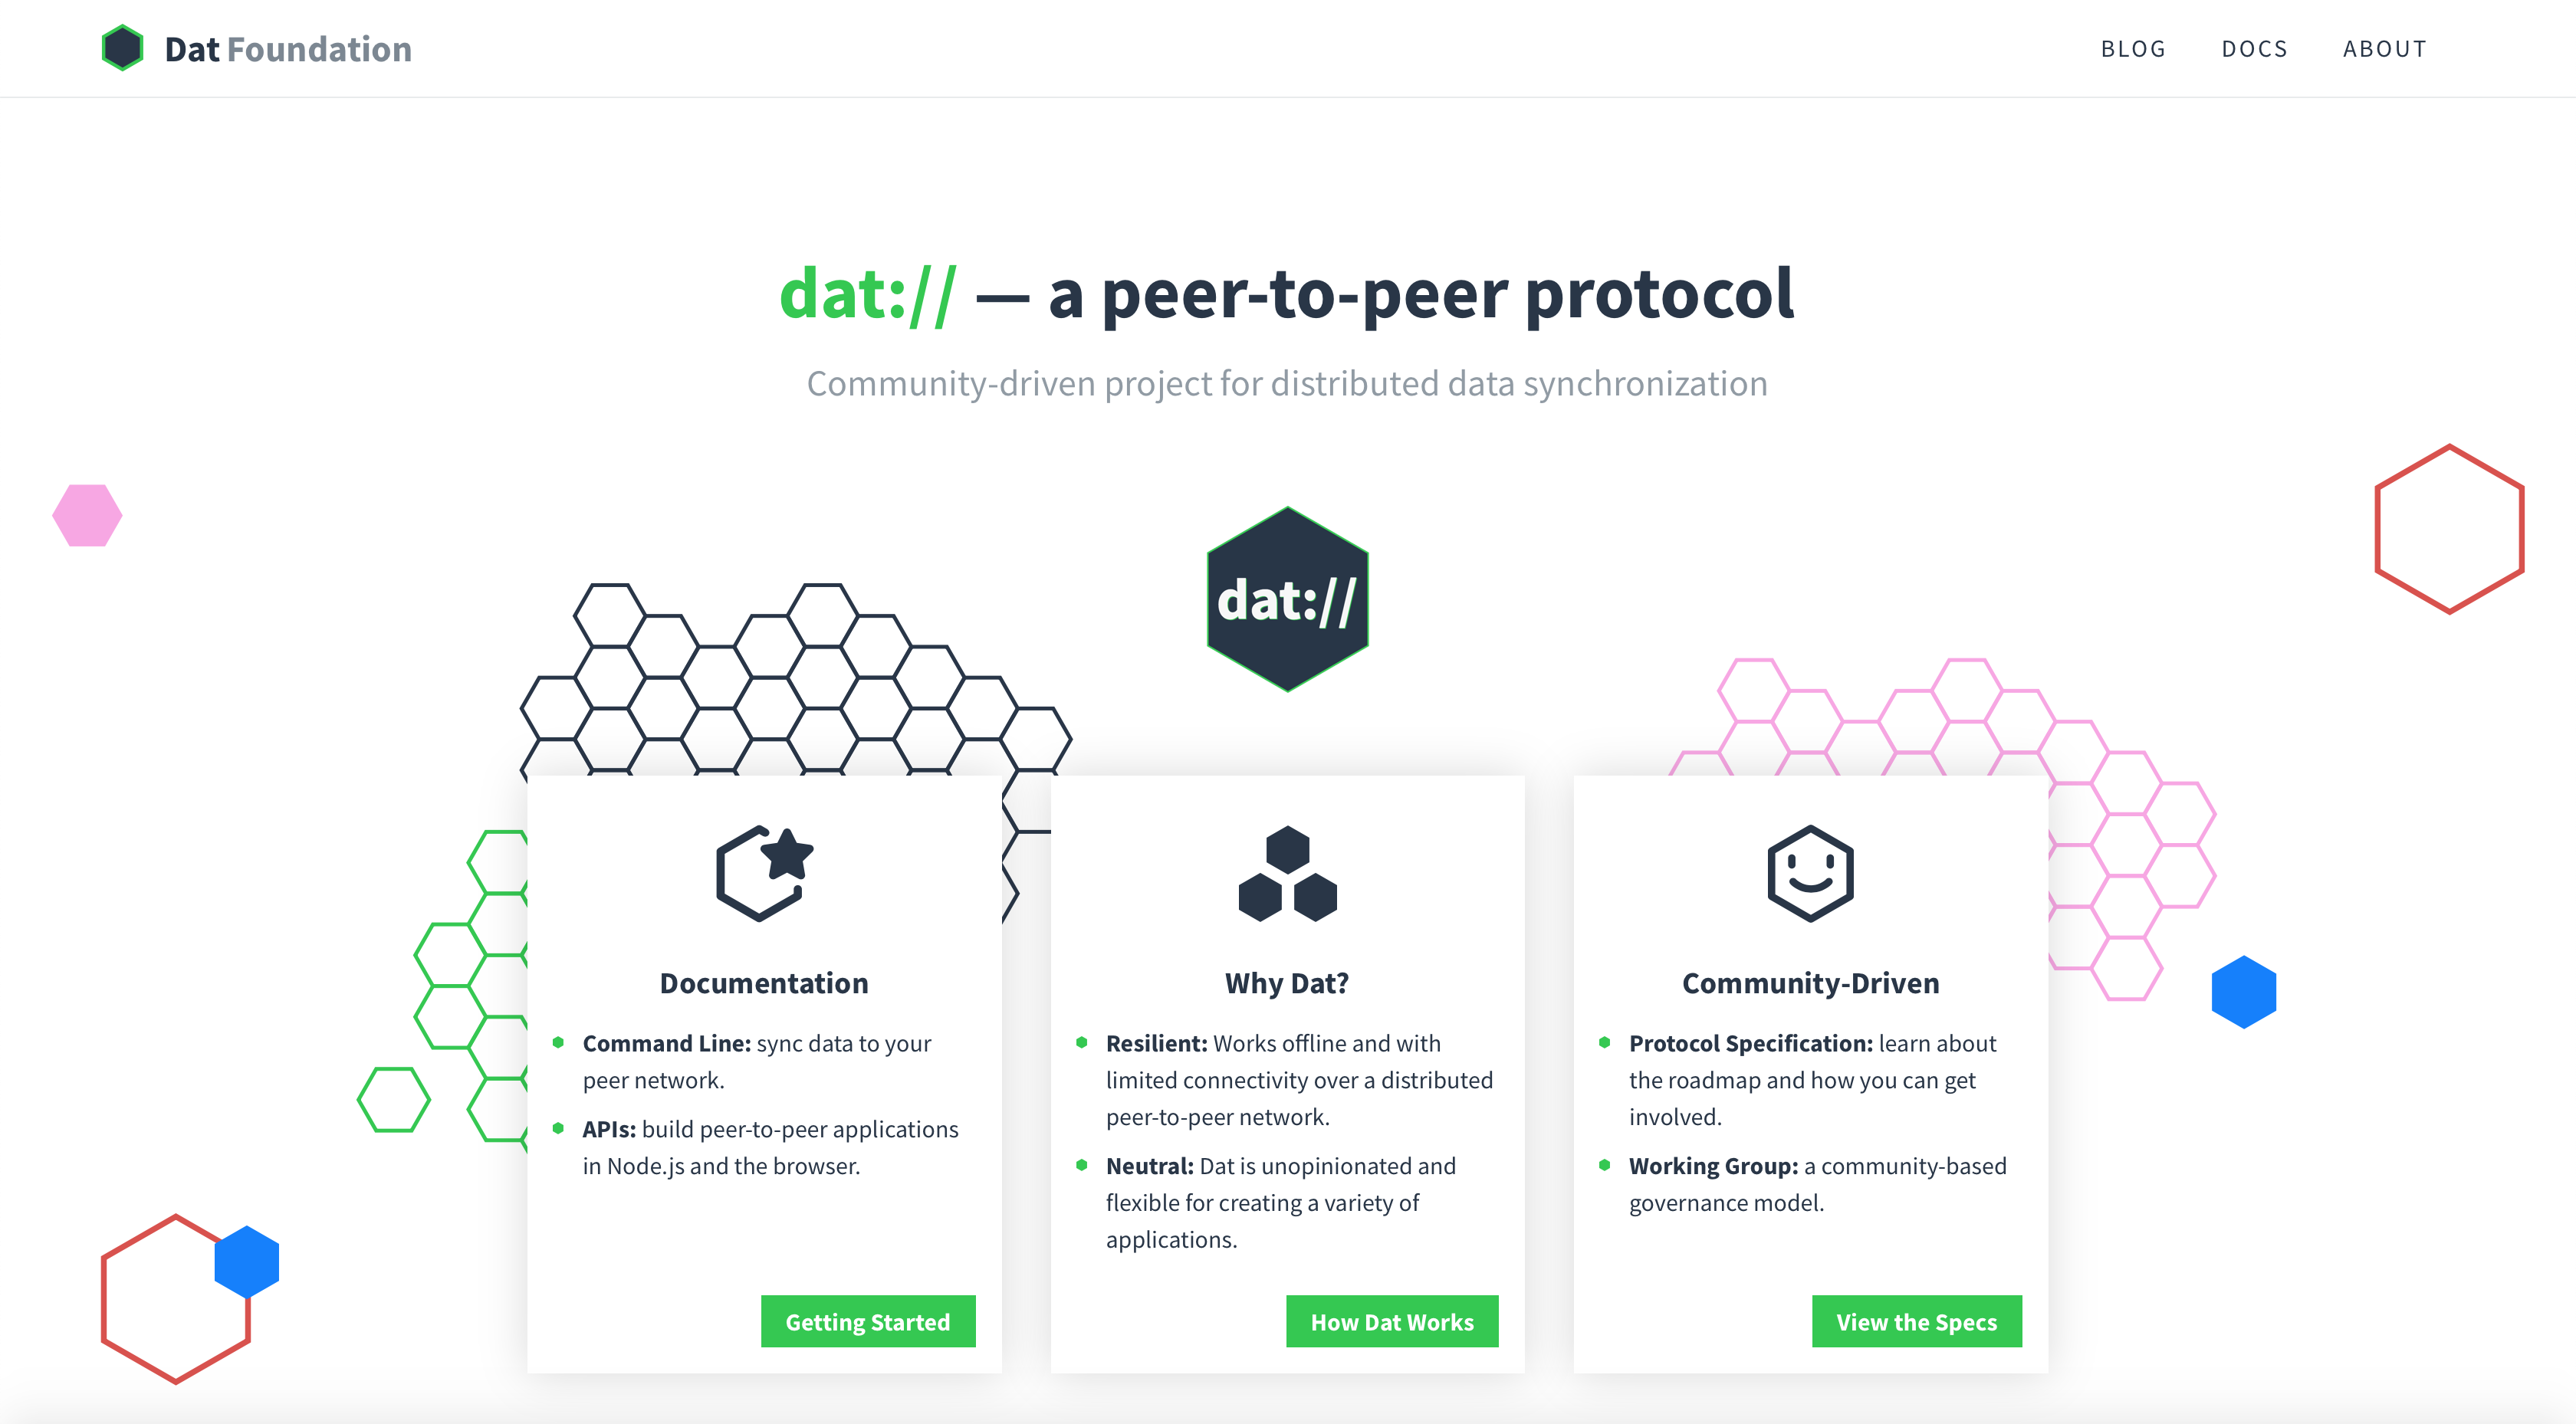 Dat Foundation
BLOG DOCS ABOUT
dat:// — a peer-to-peer protocol
Community-driven project for distributed data synchronization
dat://
Documentation
Command Line: sync data to your
peer network.
APIs: build peer-to-peer applications
in Node.js and the browser.
Getting Started
Why Dat?
Resilient: Works offline and with
limited connectivity over a distributed
peer-to-peer network.
Neutral: Dat is unopinionated and
flexible for creating a variety of
applications.
How Dat Works
Community-Driven
Protocol Specification: learn about
the roadmap and how you can get
involved.
Working Group: a community-based
governance model.
View the Specs